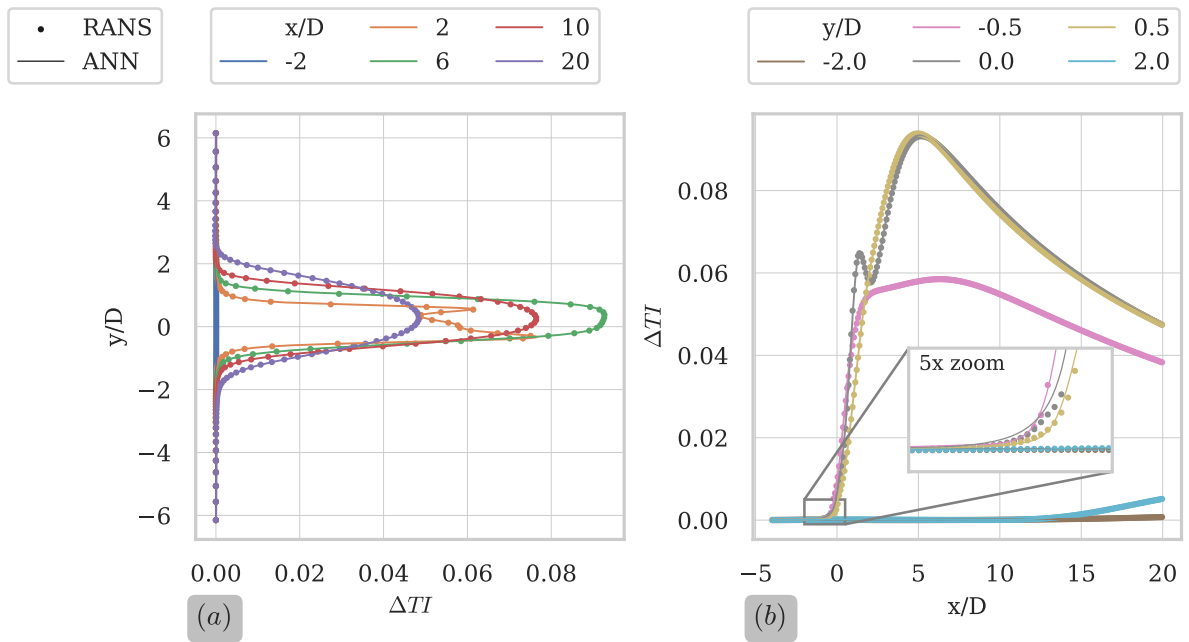 RANS
ANN
x/D 2 10
-2 6 20
y/D -0.5 0.5
-2.0 0.0 2.0
6
4
2
0
−2
−4
−6
y/D
0.00 0.02 0.04 0.06 0.08
ΔTI
(a)
0.08
0.06
0.04
0.02
0.00
ΔTI
5x zoom
−5 0 5 10 15 20
x/D
(b)